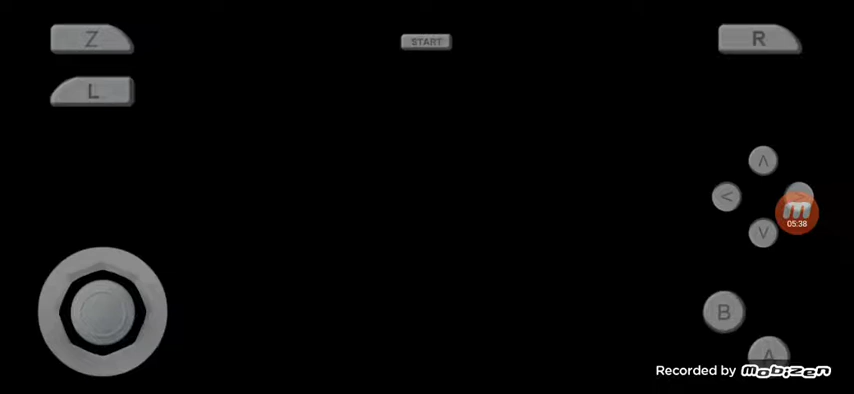 Z
START
R
L
∧
<
>
M
05:38
∨
B
A
Recorded by Mobizen